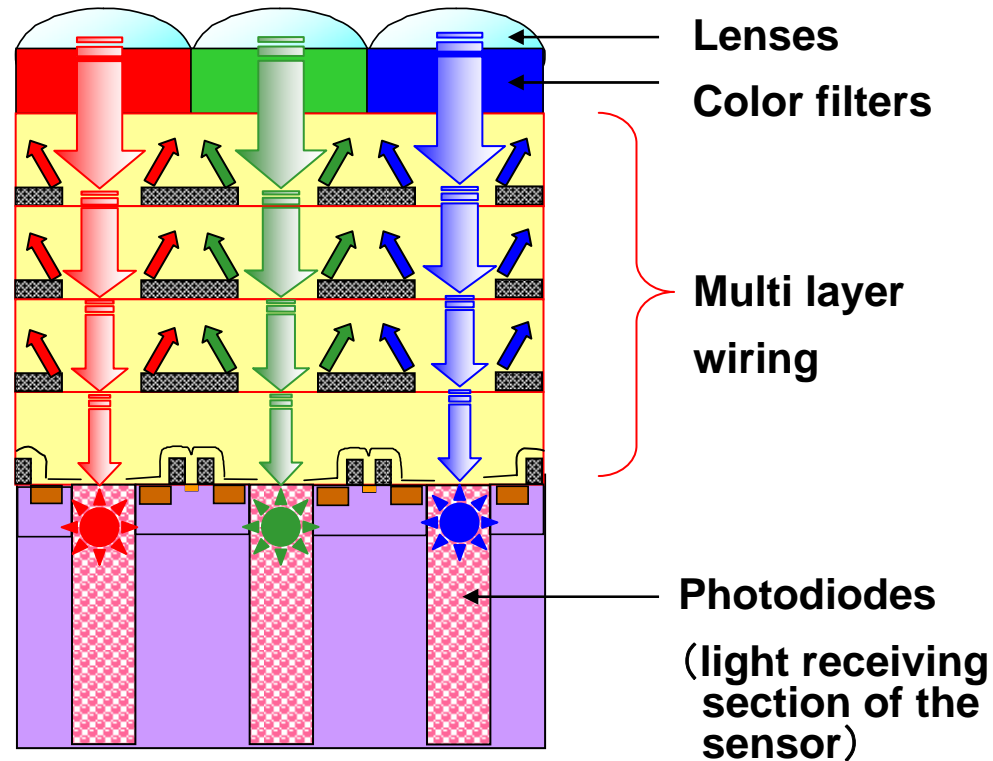 Lenses
Color filters
Multi layer
wiring
Photodiodes
（light receiving
section of the
sensor）